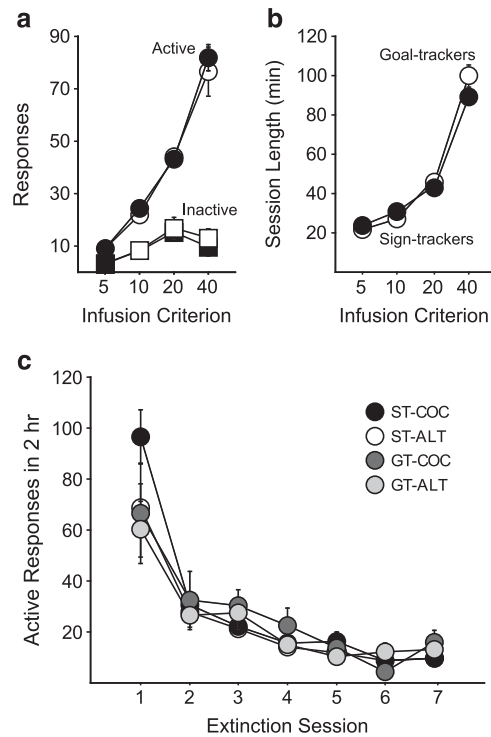 a
90
70
50
30
10
Responses
Active
Inactive
5 10 20 40
Infusion Criterion
b
120
100
80
60
40
20
Session Length (min)
Goal-trackers
Sign-trackers
5 10 20 40
Infusion Criterion
c
120
100
80
60
40
20
Active Responses in 2 hr
ST-COC
ST-ALT
GT-COC
GT-ALT
1 2 3 4 5 6 7
Extinction Session